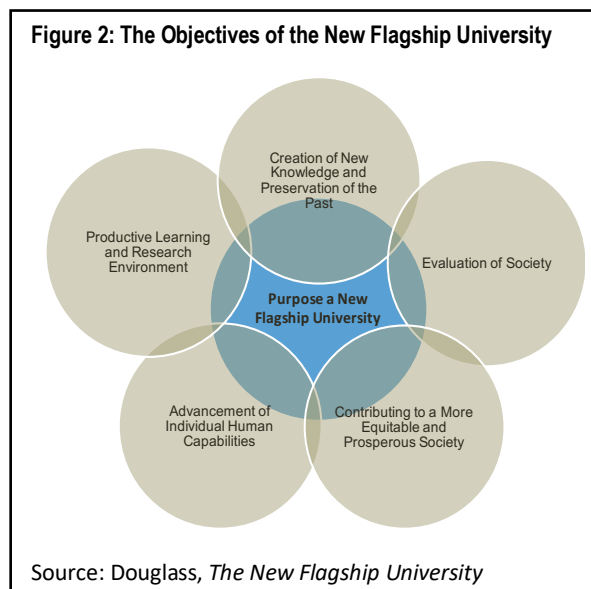 Figure 2: The Objectives of the New Flagship University
Creation of New
Knowledge and
Preservation of the
Past
Productive Learning
and Research
Environment
Evaluation of Society
Purpose a New
Flagship University
Advancement of
Individual Human
Capabilities
Contributing to a More
Equitable and
Prosperous Society
Source: Douglass, The New Flagship University